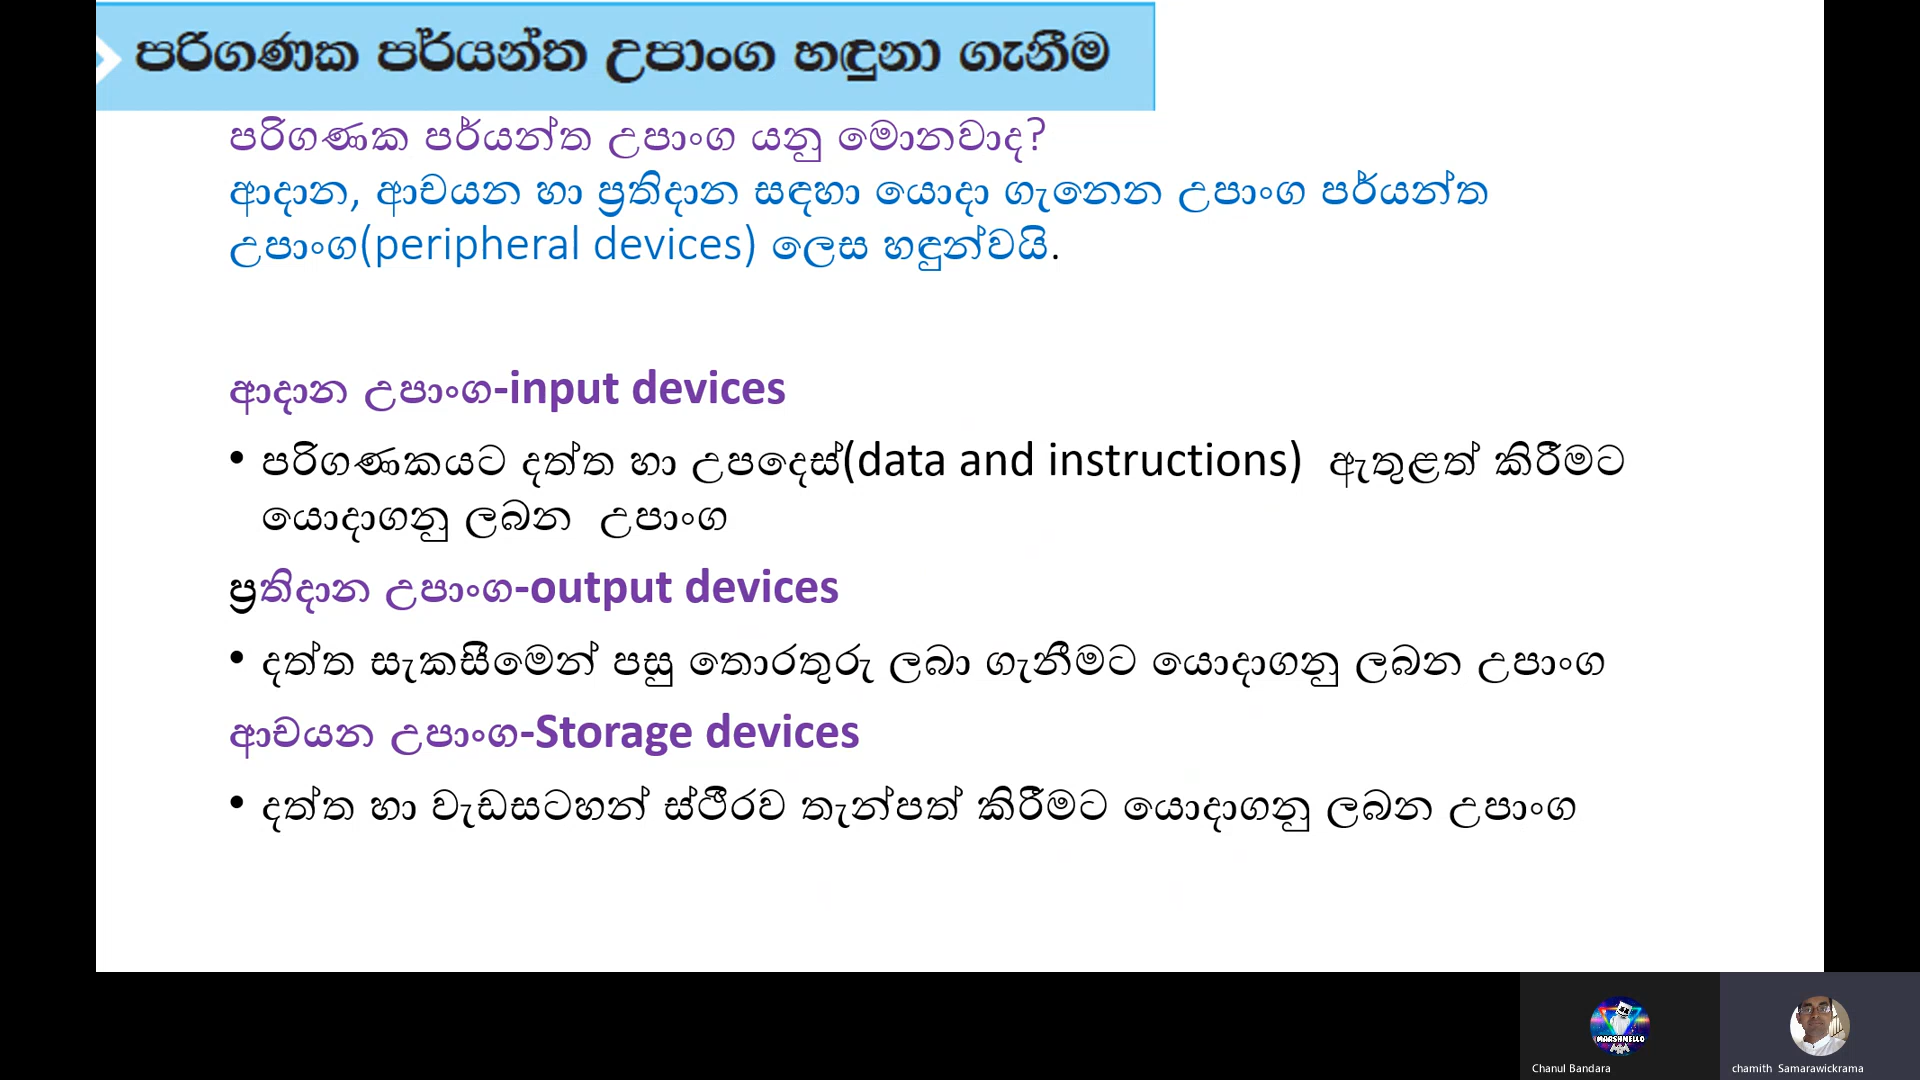 පරිගණක පර්යන්ත උපාංග හඳුනා ගැනීම
පරිගණක පර්යන්ත උපාංග යනු මොනවාද?
ආදාන, ආචයන හා ප්‍රතිදාන සඳහා යොදා ගැනෙන උපාංග පර්යන්ත
උපාංග(peripheral devices) ලෙස හඳුන්වයි.
ආදාන උපාංග-input devices
• පරිගණකයට දත්ත හා උපදෙස්(data and instructions) ඇතුළත් කිරීමට
යොදාගනු ලබන උපාංග
ප්‍රතිදාන උපාංග-output devices
• දත්ත සැකසීමෙන් පසු තොරතුරු ලබා ගැනීමට යොදාගනු ලබන උපාංග
ආචයන උපාංග-Storage devices
• දත්ත හා වැඩසටහන් ස්ථීරව තැන්පත් කිරීමට යොදාගනු ලබන උපාංග
MARSHMELLO
Chanul Bandara
chamith Samarawickrama